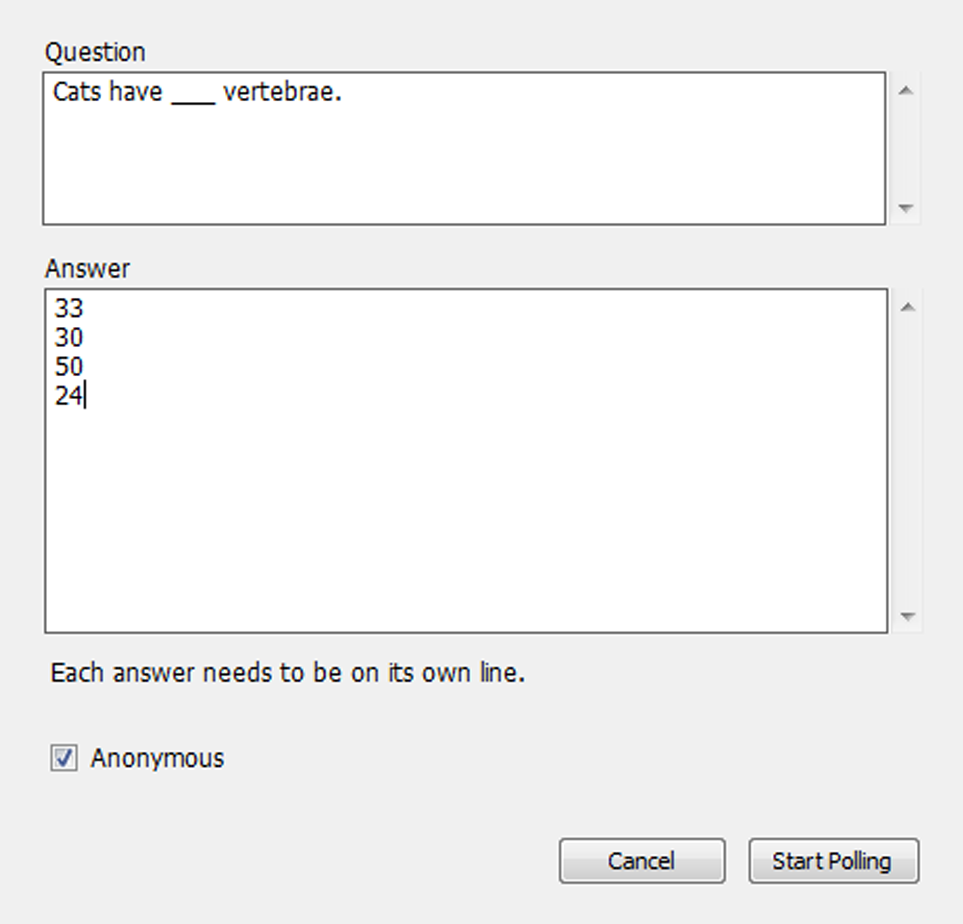 Question
Cats have ___ vertebrae.
Answer
33
30
50
24
Each answer needs to be on its own line.
Anonymous
Cancel
Start Polling